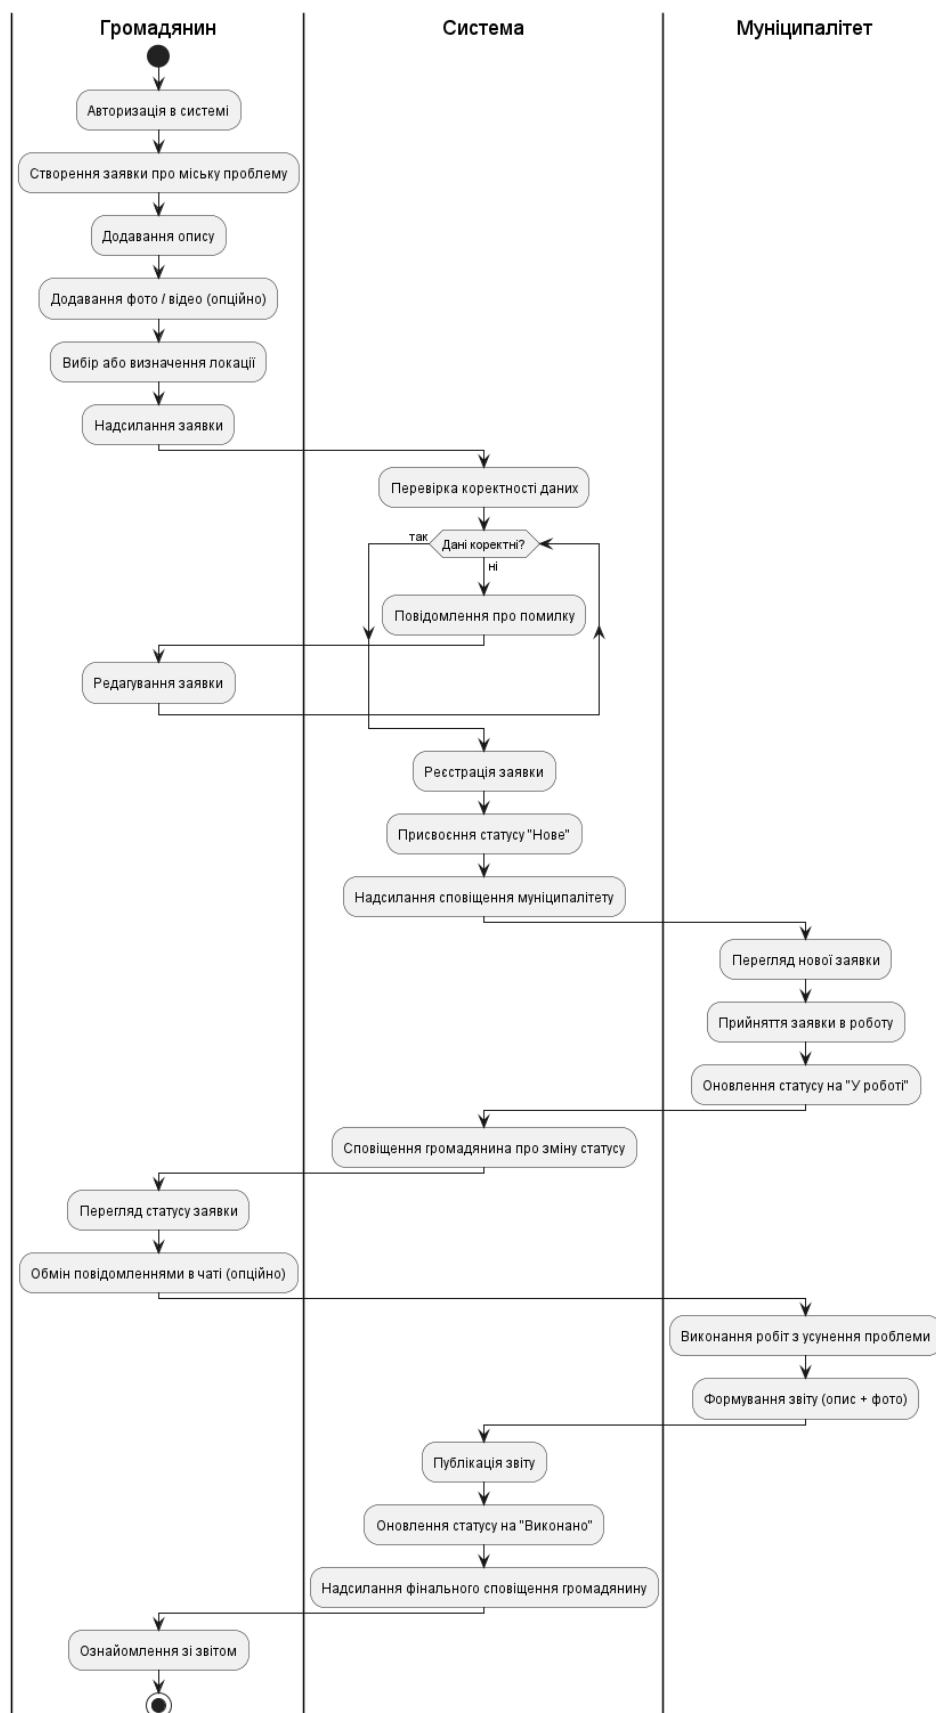 Громадянин
Система
Муніципалітет
Авторизація в системі
Створення заявки про міську проблему
Додавання опису
Додавання фото / відео (опційно)
Вибір або визначення локації
Надсилання заявки
Перевірка коректності даних
так
Дані коректні?
ні
Повідомлення про помилку
Редагування заявки
Реєстрація заявки
Присвоєння статусу "Нове"
Надсилання сповіщення муніципалітету
Перегляд нової заявки
Прийняття заявки в роботу
Оновлення статусу на "У роботі"
Сповіщення громадянина про зміну статусу
Перегляд статусу заявки
Обмін повідомленнями в чаті (опційно)
Виконання робіт з усунення проблеми
Формування звіту (опис + фото)
Публікація звіту
Оновлення статусу на "Виконано"
Надсилання фінального сповіщення громадянину
Ознайомлення зі звітом